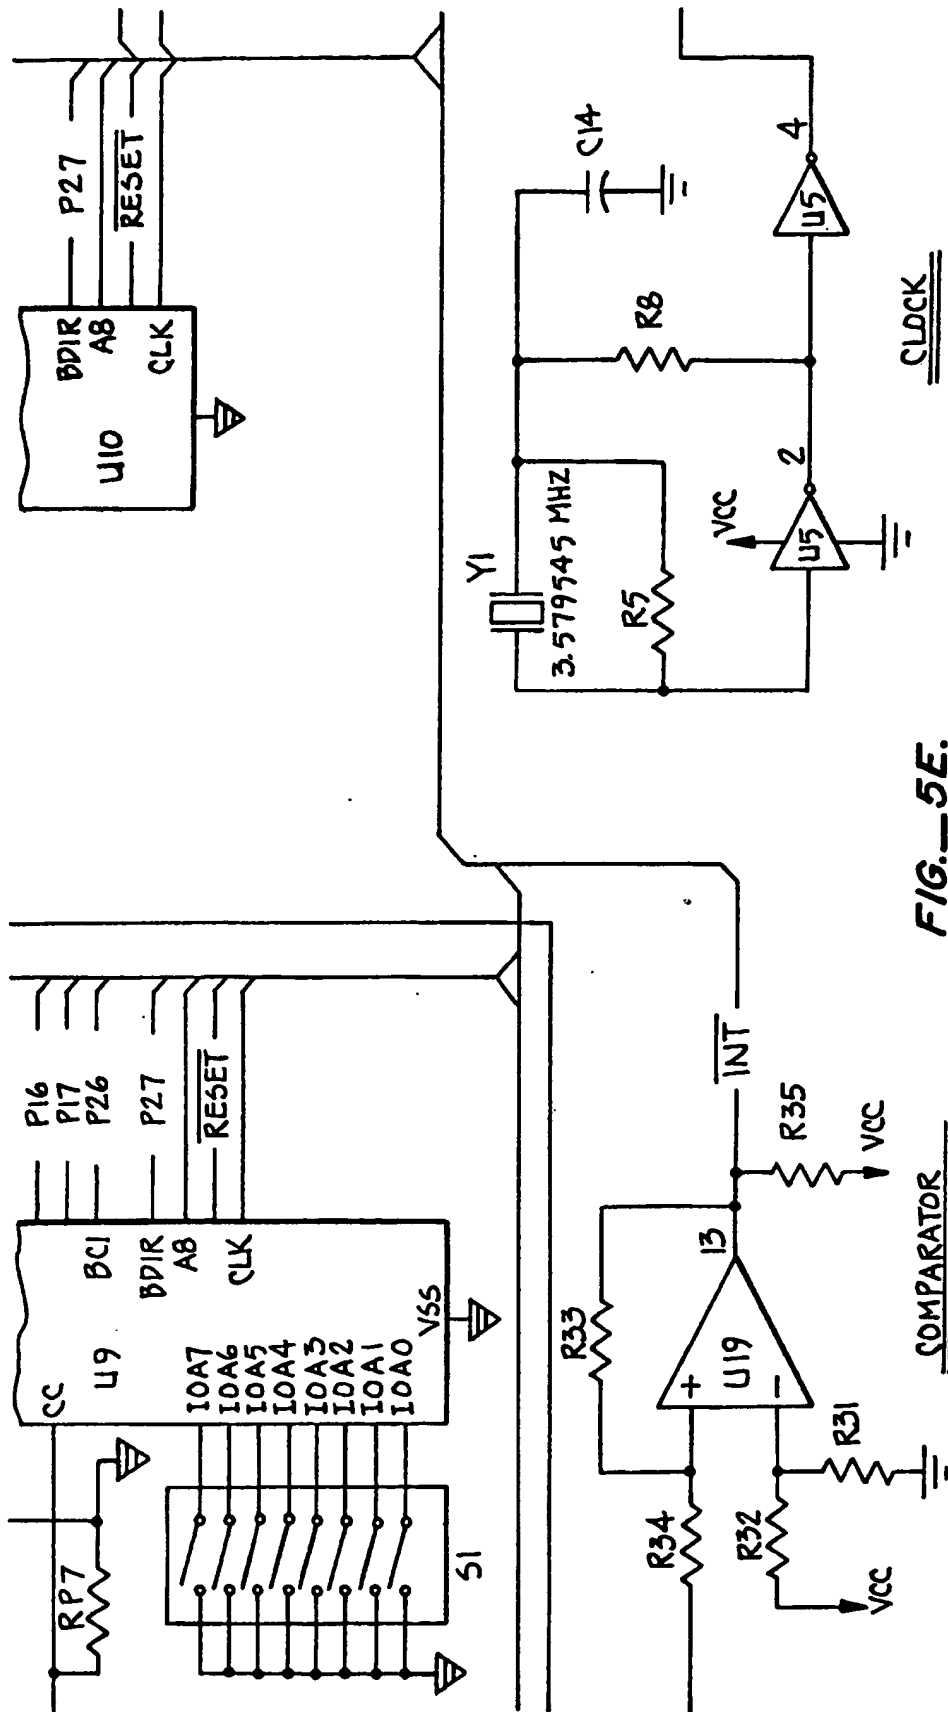 P16
P17
P26
P27
RESET
CC
U9
BC1
BDIR
A8
CLK
VSS
IOA7
IOA6
IOA5
IOA4
IOA3
IOA2
IOA1
IOA0
RP7
S1
U10
BDIR
A8
CLK
P27
RESET
R34
R33
U19
+
−
13
R32
R31
VCC
R35
VCC
INT
COMPARATOR
Y1
3.579545 MHZ
R5
R8
C14
VCC
U5
2
U5
4
CLOCK
FIG._5E.